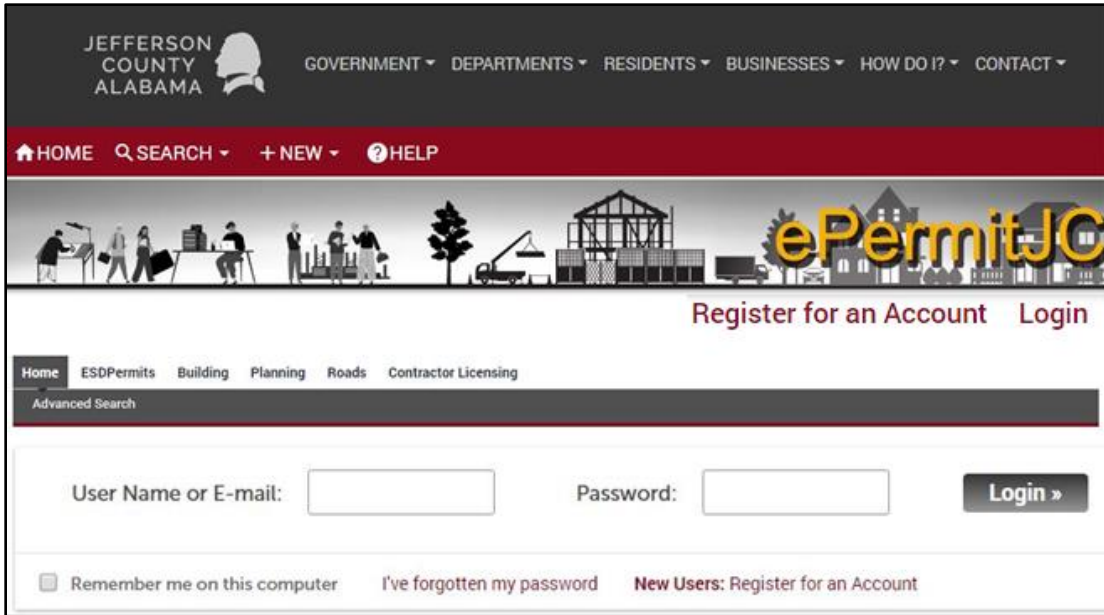 JEFFERSON
COUNTY
ALABAMA
GOVERNMENT DEPARTMENTS RESIDENTS BUSINESSES HOW DO I? CONTACT
HOME SEARCH + NEW ? HELP
ePermitJC
Register for an Account Login
Home ESDPermits Building Planning Roads Contractor Licensing
Advanced Search
User Name or E-mail: Password: Login »
Remember me on this computer I've forgotten my password New Users: Register for an Account